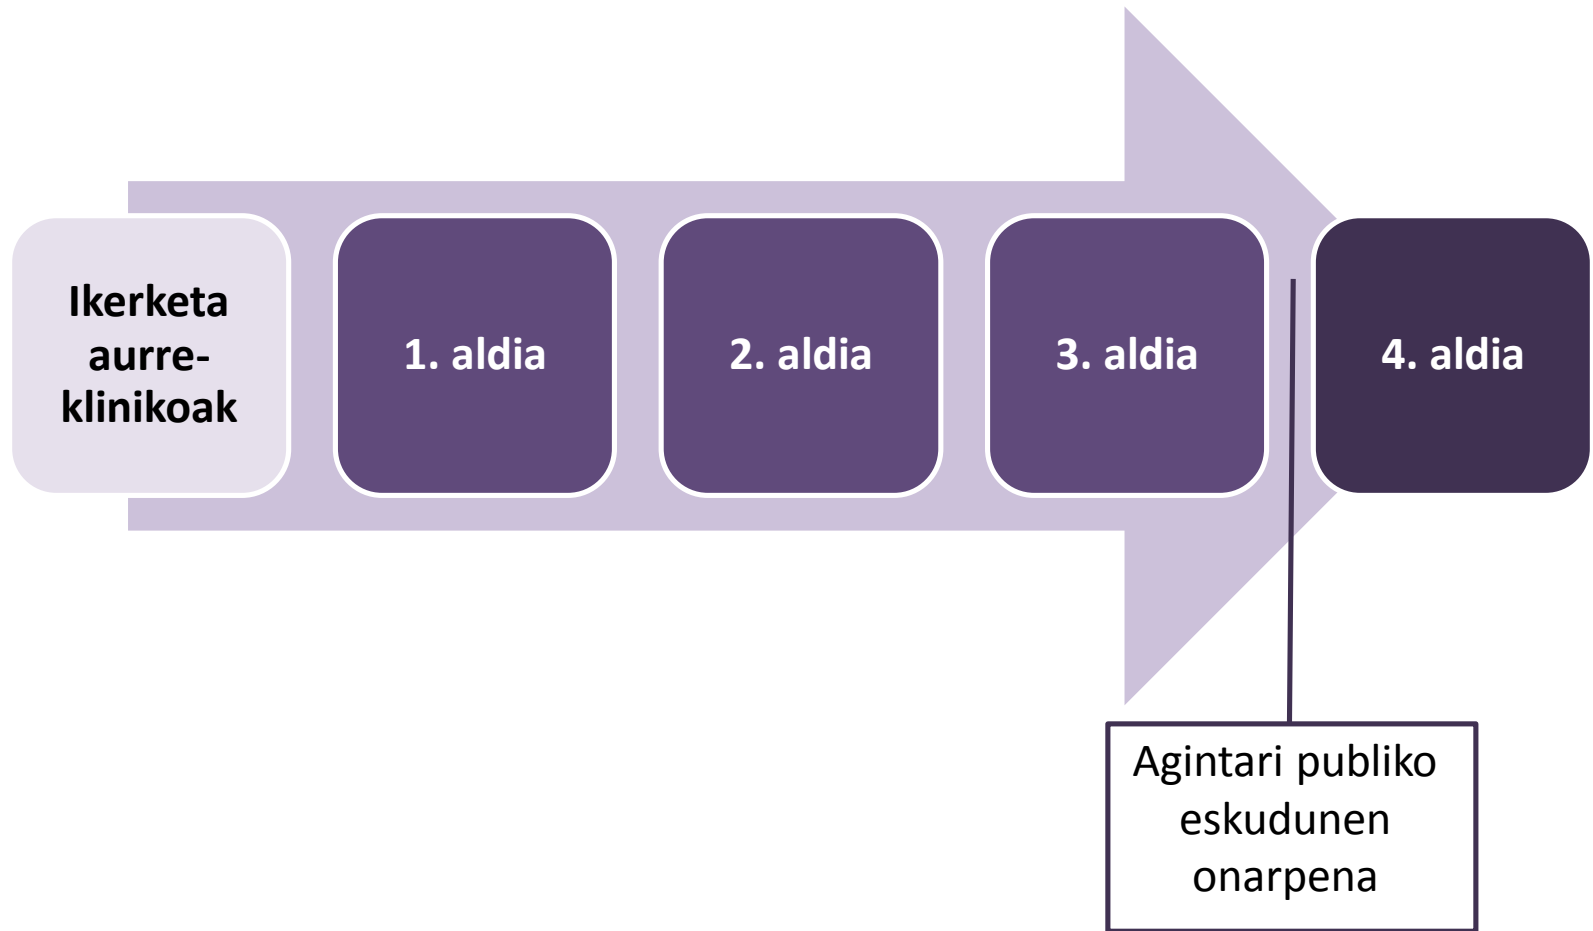 Ikerketa
aurre-
klinikoak
1. aldia
2. aldia
3. aldia
4. aldia
Agintari publiko
eskudunen
onarpena